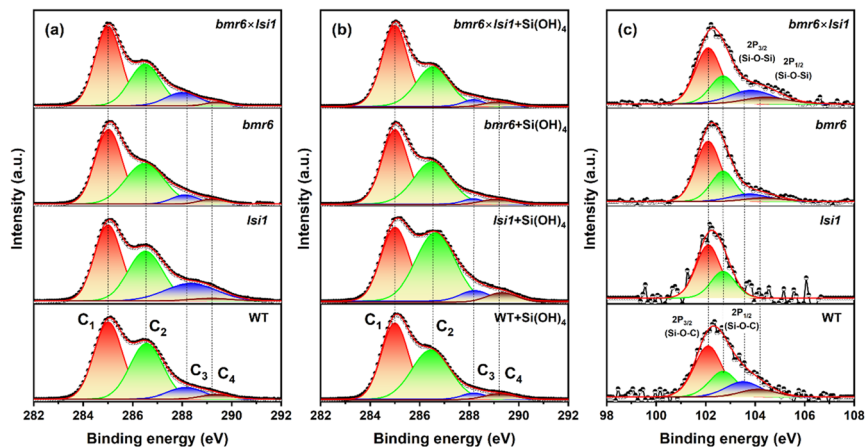 (a)
bmr6×lsi1
bmr6
lsi1
WT
C₁
C₂
C₃
C₄
Intensity (a.u.)
282 284 286 288 290 292
Binding energy (eV)
(b)
bmr6×lsi1+Si(OH)₄
bmr6+Si(OH)₄
lsi1+Si(OH)₄
WT+Si(OH)₄
C₁
C₂
C₃
C₄
Intensity (a.u.)
282 284 286 288 290 292
Binding energy (eV)
(c)
bmr6×lsi1
2P₃/₂
(Si-O-Si)
2P₁/₂
(Si-O-Si)
bmr6
lsi1
WT
2P₃/₂
(Si-O-C)
2P₁/₂
(Si-O-C)
Intensity (a.u.)
98 100 102 104 106 108
Binding energy (eV)